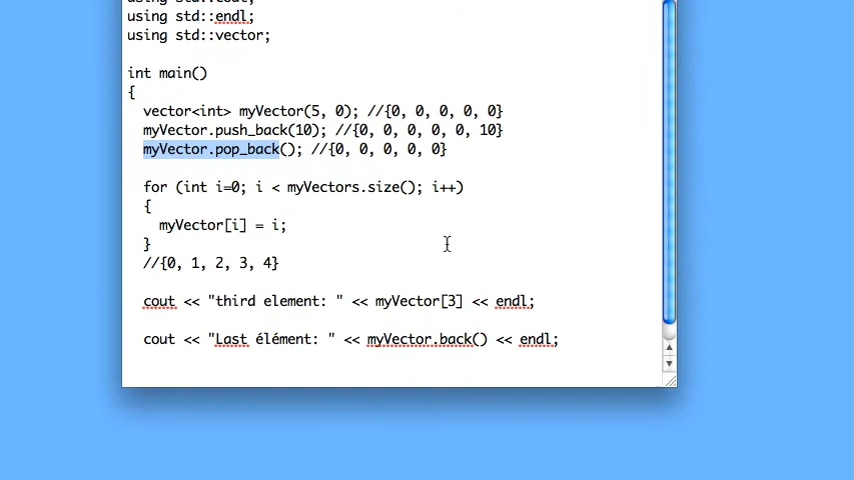 using std::cout;
using std::endl;
using std::vector;
int main()
{
vector<int> myVector(5, 0); //{0, 0, 0, 0, 0}
myVector.push_back(10); //{0, 0, 0, 0, 0, 10}
myVector.pop_back(); //{0, 0, 0, 0, 0}
for (int i=0; i < myVectors.size(); i++)
{
myVector[i] = i;
}
//{0, 1, 2, 3, 4}
cout << "third element: " << myVector[3] << endl;
cout << "Last élément: " << myVector.back() << endl;